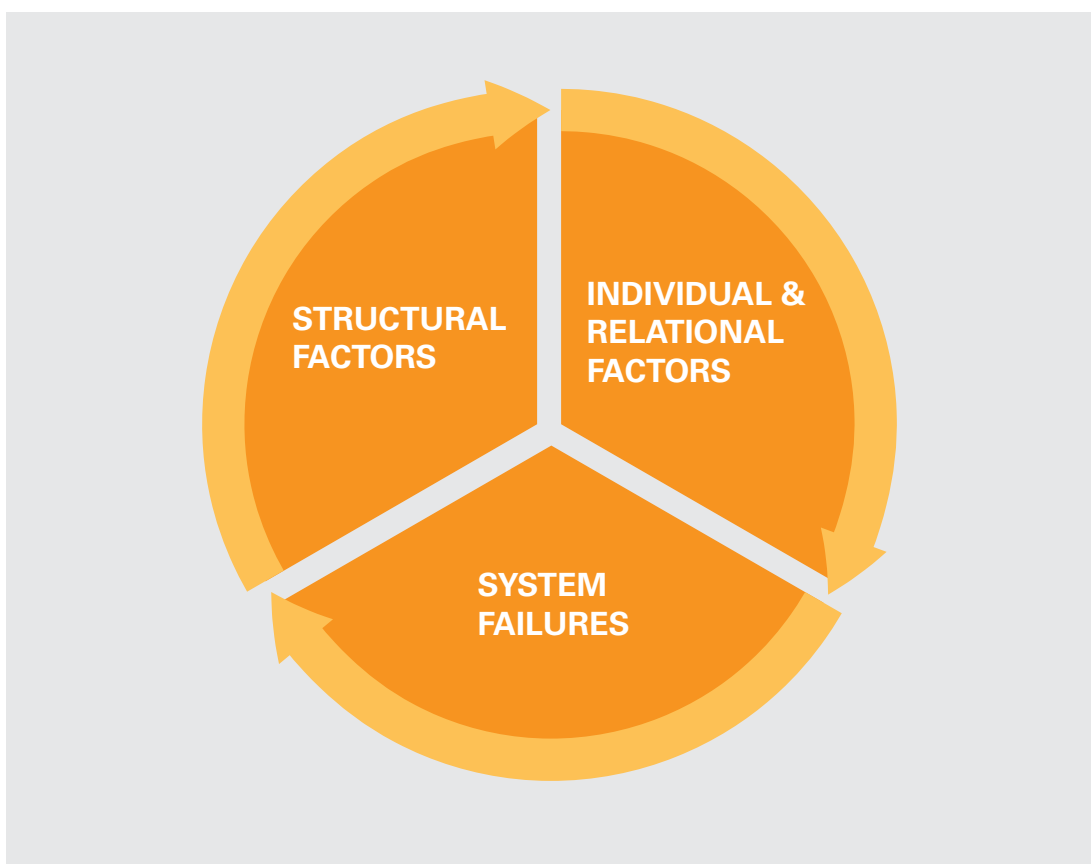 STRUCTURAL
FACTORS
INDIVIDUAL &
RELATIONAL
FACTORS
SYSTEM
FAILURES